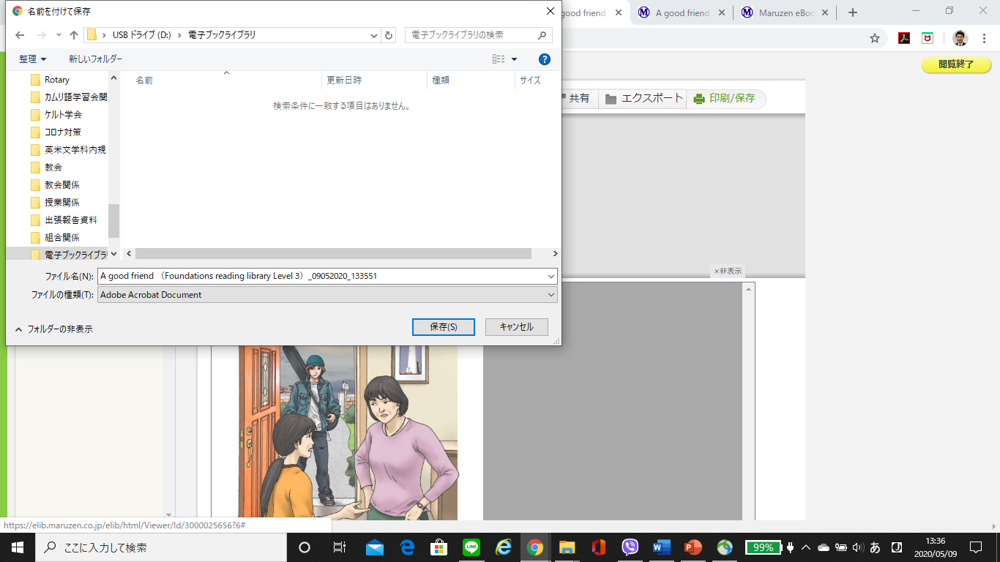 名前を付けて保存
good friend
A good friend
Maruzen eBoo
USB ドライブ (D:) 電子ブックライブラリ
電子ブックライブラリの検索
整理 新しいフォルダー
閲覧終了
Rotary
カムリ語学習会関
ケルト学会
コロナ対策
英米文学科内規
教会
教会関係
授業関係
出張報告資料
組合関係
電子ブックライブラリ
名前 更新日時 種類 サイズ
検索条件に一致する項目はありません。
共有 エクスポート 印刷/保存
×非表示
ファイル名(N): A good friend （Foundations reading library Level 3）_09052020_133551
ファイルの種類(T): Adobe Acrobat Document
フォルダーの非表示
保存(S) キャンセル
https://elib.maruzen.co.jp/elib/html/Viewer/Id/3000025656?6#
ここに入力して検索
LINE
99%
あ
13:36
2020/05/09